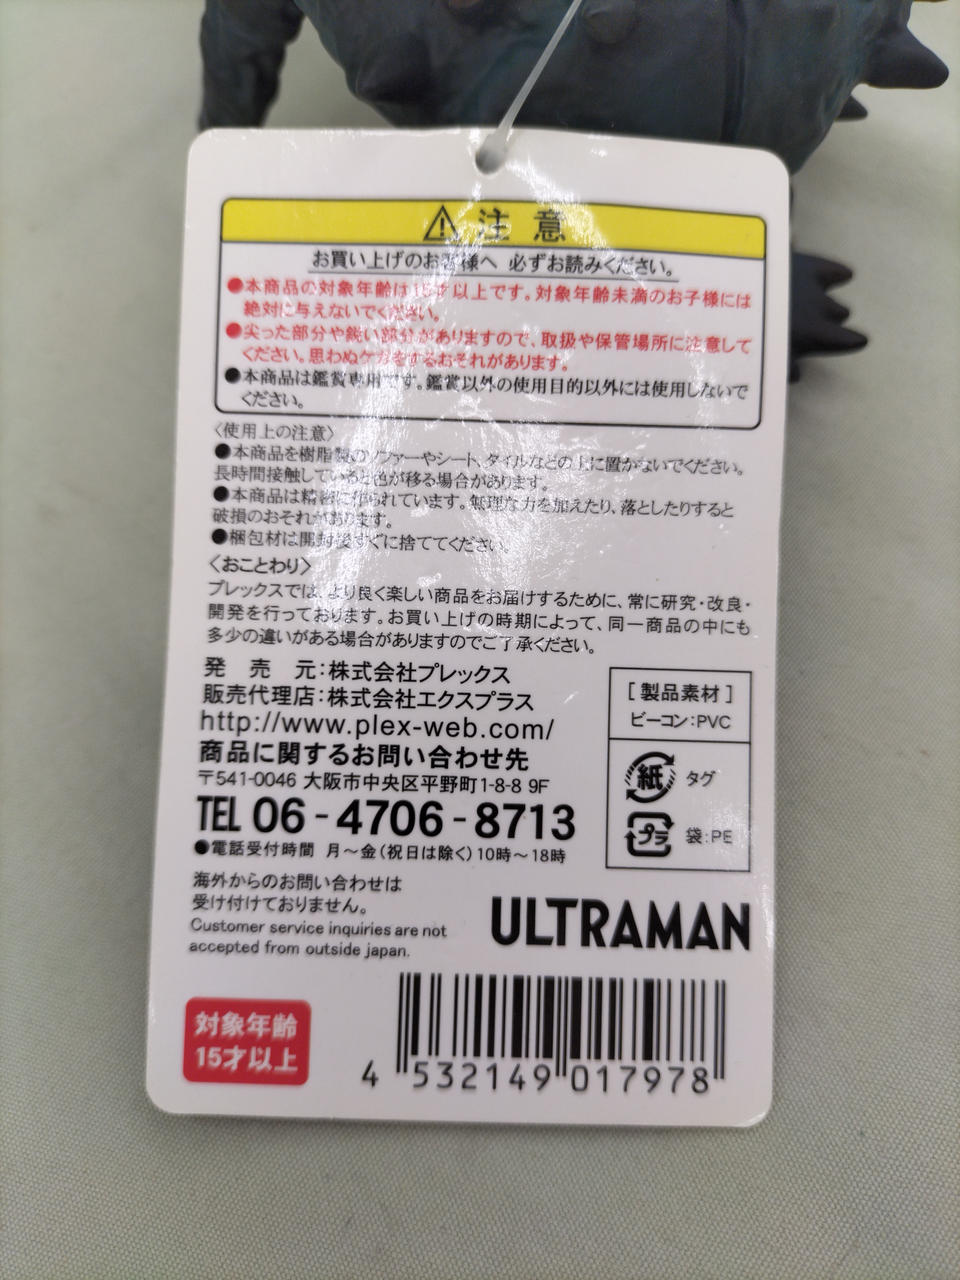 ⚠注意
お買い上げのお客様へ 必ずお読みください。
●本商品の対象年齢は15才以上です。対象年齢未満のお子様には
絶対に与えないでください。
●尖った部分や鋭い部分がありますので、取扱や保管場所に注意して
ください。思わぬケガをするおそれがあります。
●本商品は鑑賞専用です。鑑賞以外の使用目的以外には使用しないで
ください。
〈使用上の注意〉
●本商品を樹脂製のソファーやシート、タイルなどの上に置かないでください。
長時間接触していると色が移る場合があります。
●本商品は精密に作られています。無理な力を加えたり、落としたりすると
破損のおそれがあります。
●梱包材は開封後すぐに捨ててください。
〈おことわり〉
プレックスでは、より良く楽しい商品をお届けするために、常に研究・改良・
開発を行っております。お買い上げの時期によって、同一商品の中にも
多少の違いがある場合がありますのでご了承ください。
発売元:株式会社プレックス
販売代理店:株式会社エクスプラス
http://www.plex-web.com/
商品に関するお問い合わせ先
〒541-0046 大阪市中央区平野町1-8-8 9F
TEL 06-4706-8713
●電話受付時間 月～金(祝日は除く)10時～18時
海外からのお問い合わせは
受け付けておりません。
Customer service inquiries are not
accepted from outside japan.
[製品素材]
ビーコン:PVC
紙 タグ
プラ 袋:PE
ULTRAMAN
対象年齢
15才以上
4 532149 017978